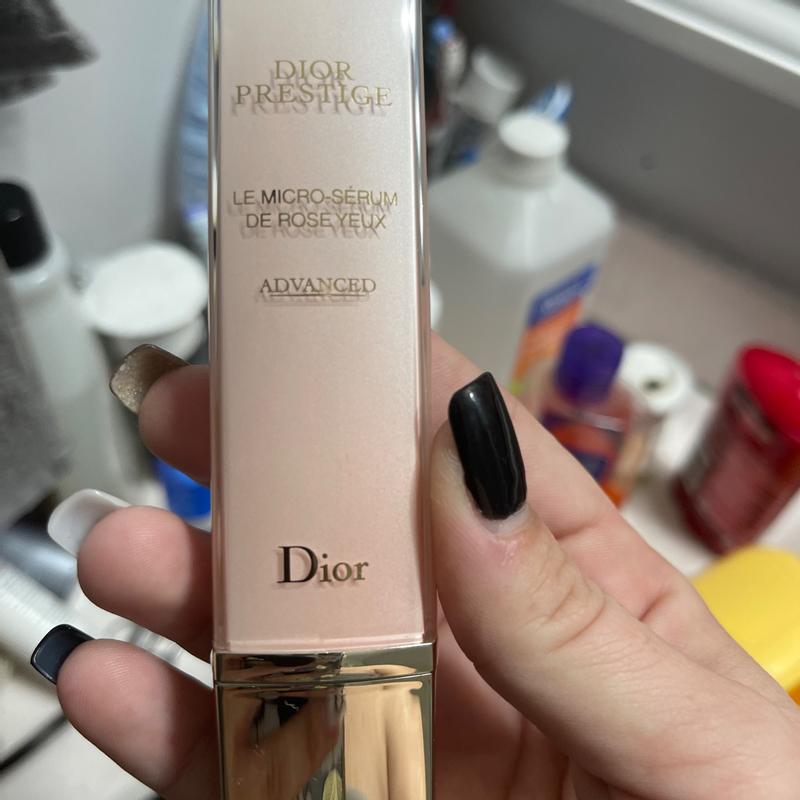 DIOR
PRESTIGE
LE MICRO-SÉRUM
DE ROSE YEUX
ADVANCED
Dior